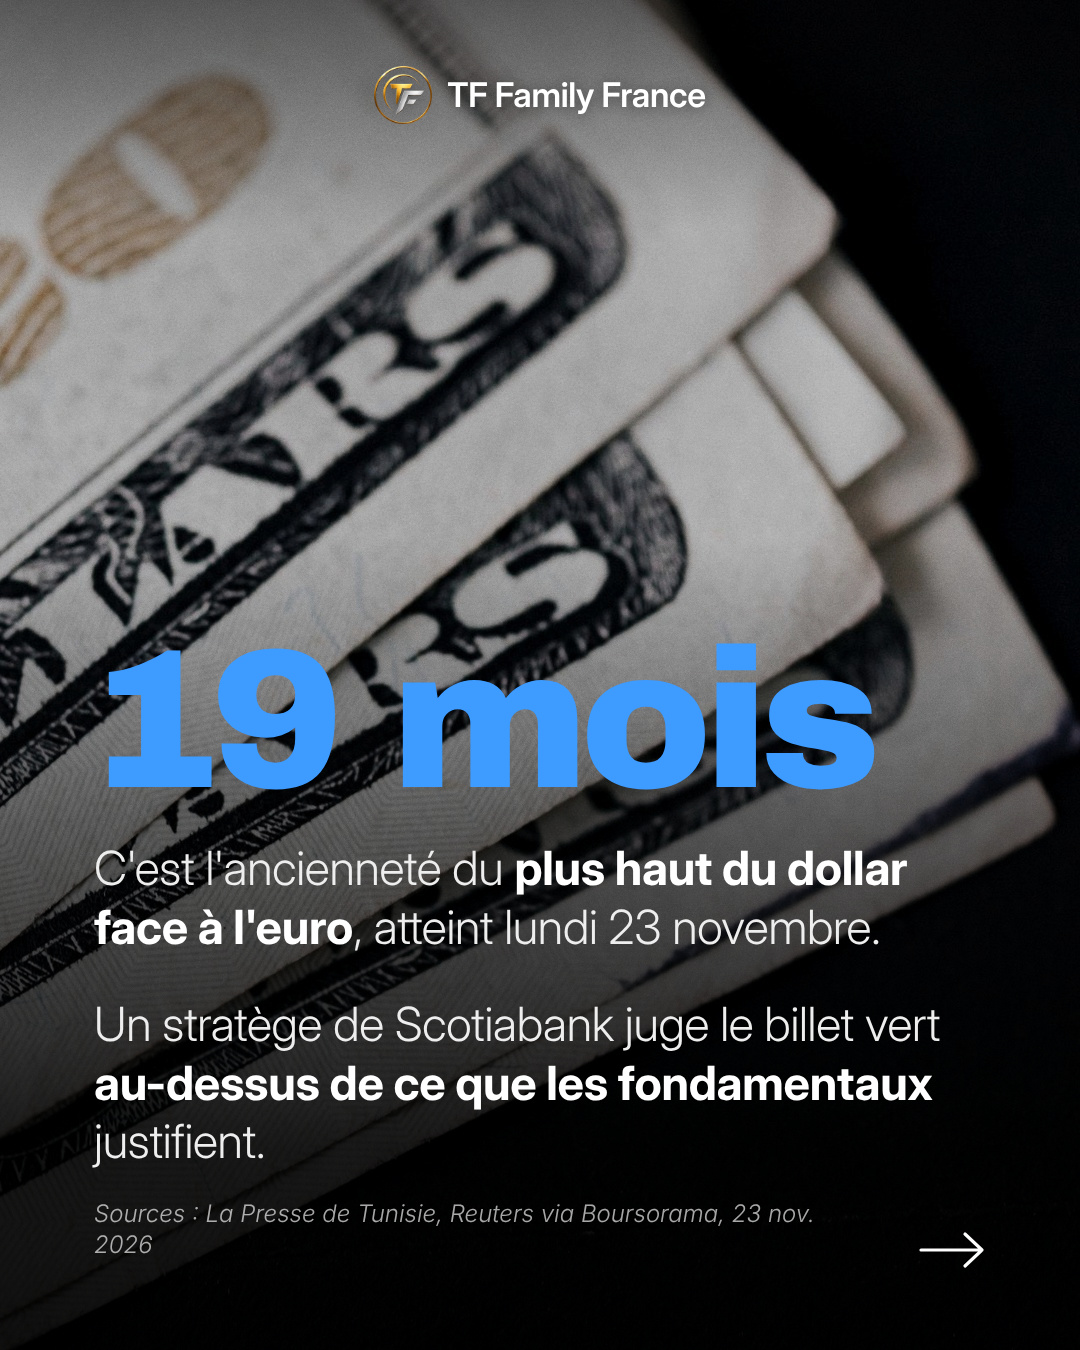 TF Family France
19 mois
C'est l'ancienneté du plus haut du dollar
face à l'euro, atteint lundi 23 novembre.
Un stratège de Scotiabank juge le billet vert
au-dessus de ce que les fondamentaux
justifient.
Sources : La Presse de Tunisie, Reuters via Boursorama, 23 nov.
2026